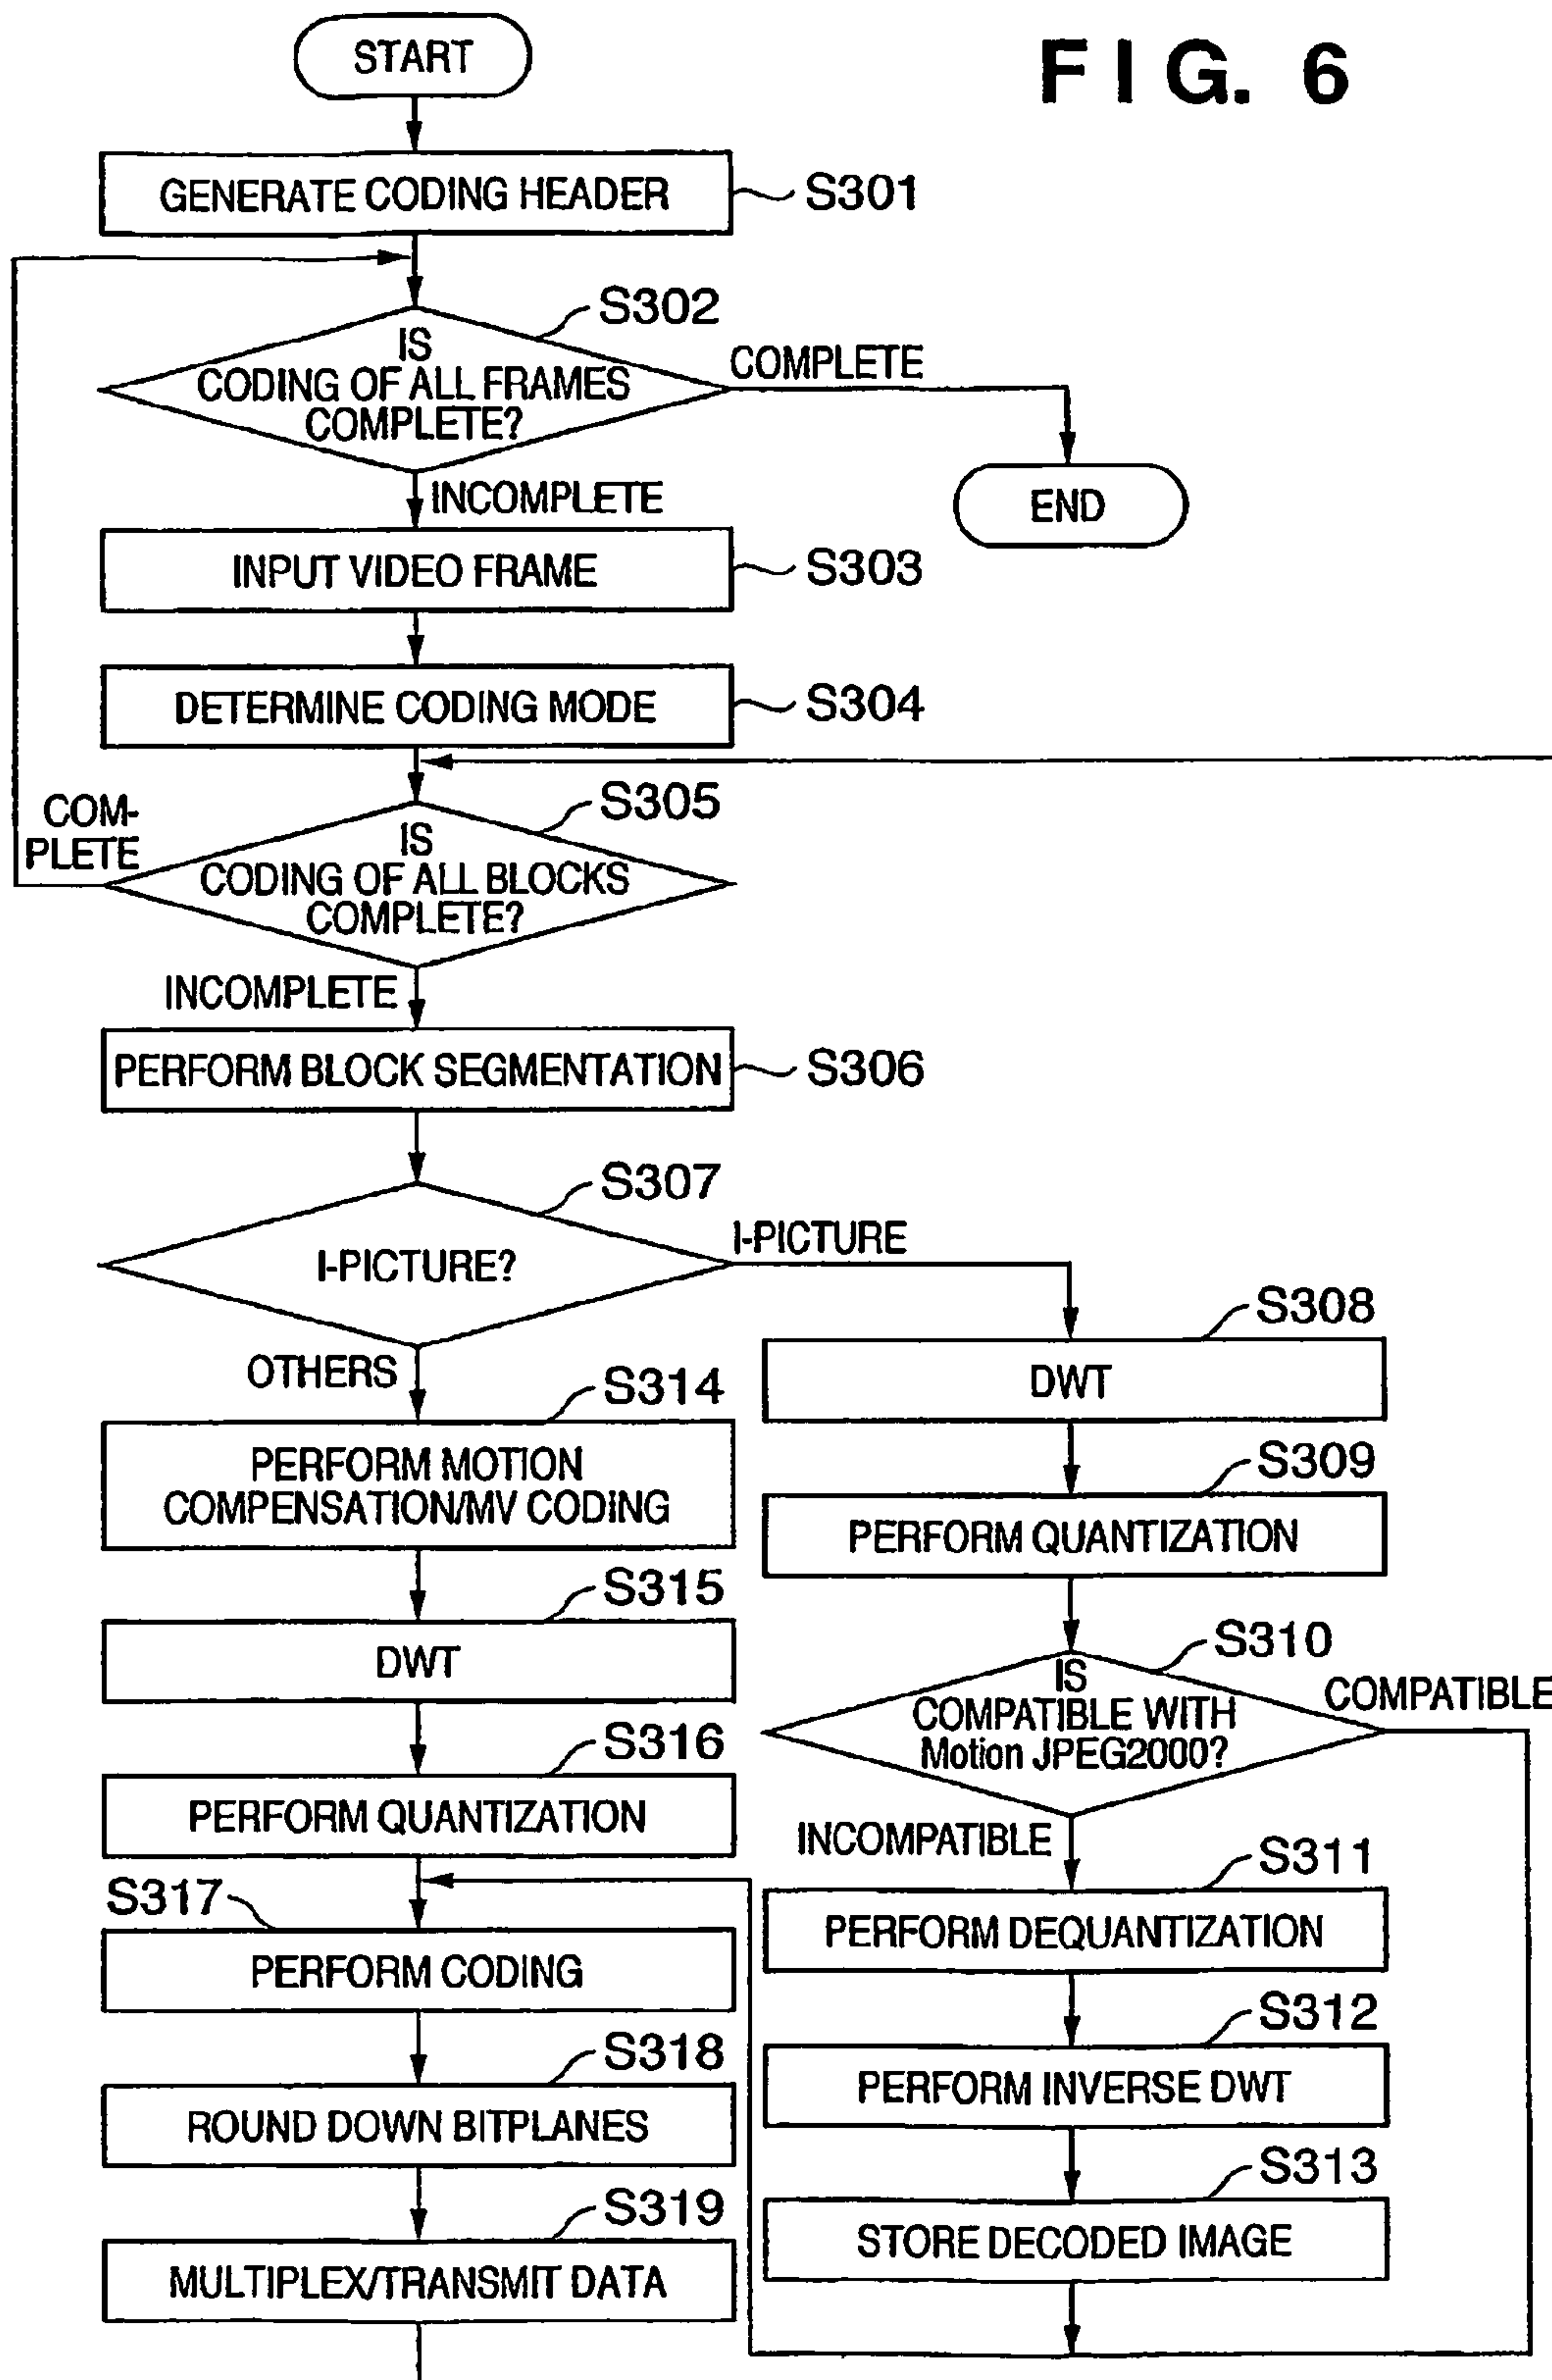 FIG. 6
START
GENERATE CODING HEADER
S301
S302
IS
CODING OF ALL FRAMES
COMPLETE?
COMPLETE
END
INCOMPLETE
INPUT VIDEO FRAME
S303
DETERMINE CODING MODE
S304
S305
COM-
PLETE
IS
CODING OF ALL BLOCKS
COMPLETE?
INCOMPLETE
PERFORM BLOCK SEGMENTATION
S306
S307
I-PICTURE?
I-PICTURE
OTHERS
S308
DWT
S309
PERFORM QUANTIZATION
S310
IS
COMPATIBLE WITH
Motion JPEG2000?
COMPATIBLE
INCOMPATIBLE
S311
PERFORM DEQUANTIZATION
S312
PERFORM INVERSE DWT
S313
STORE DECODED IMAGE
S314
PERFORM MOTION
COMPENSATION/MV CODING
S315
DWT
S316
PERFORM QUANTIZATION
S317
PERFORM CODING
S318
ROUND DOWN BITPLANES
S319
MULTIPLEX/TRANSMIT DATA